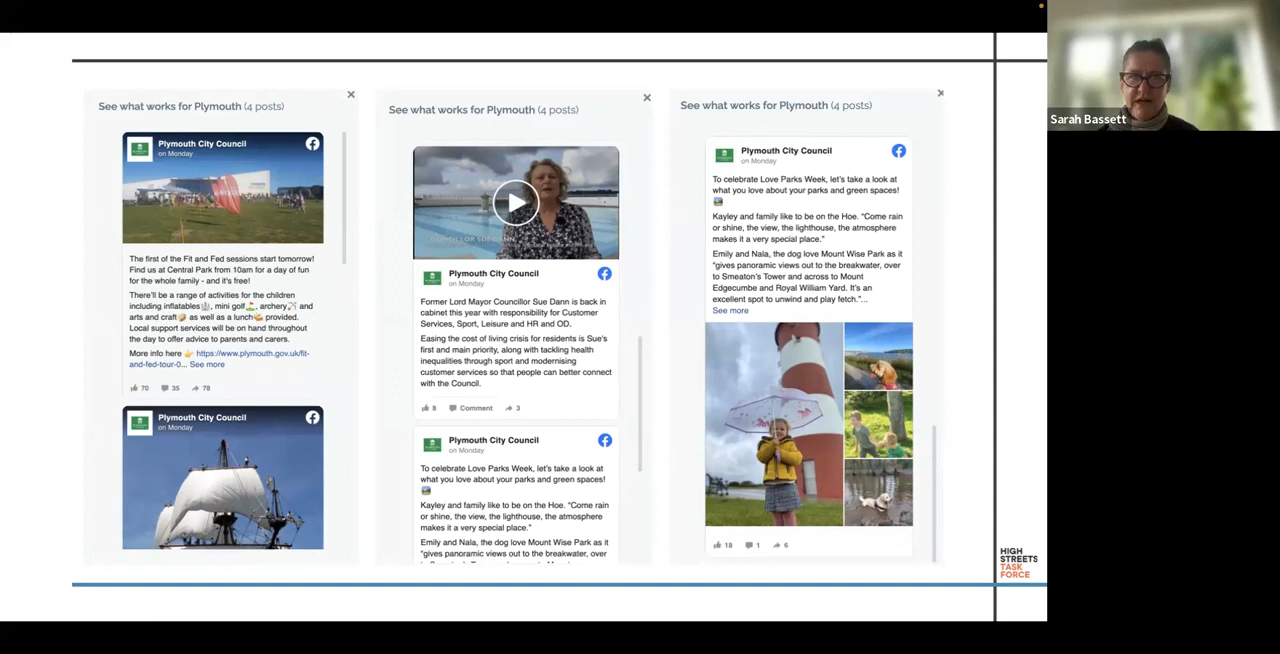 See what works for Plymouth (4 posts)
Plymouth City Council
on Monday
The first of the Fit and Fed sessions start tomorrow!
Find us at Central Park from 10am for a day of fun
for the whole family - and it's free!
There'll be a range of activities for the children
including inflatables🏰, mini golf⛳, archery🏹 and
arts and craft🎨 as well as a lunch🌭 provided.
Local support services will be on hand throughout
the day to offer advice to parents and carers.
More info here 👉 https://www.plymouth.gov.uk/fit-
and-fed-tour-0... See more
70 35 78
Plymouth City Council
on Monday
See what works for Plymouth (4 posts)
COUNCILLOR SUE DANN
Plymouth City Council
on Monday
Former Lord Mayor Councillor Sue Dann is back in
cabinet this year with responsibility for Customer
Services, Sport, Leisure and HR and OD.
Easing the cost of living crisis for residents is Sue's
first and main priority, along with tackling health
inequalities through sport and modernising
customer services so that people can better connect
with the Council.
8 Comment 3
Plymouth City Council
on Monday
To celebrate Love Parks Week, let's take a look at
what you love about your parks and green spaces!
Kayley and family like to be on the Hoe. "Come rain
or shine, the view, the lighthouse, the atmosphere
makes it a very special place."
Emily and Nala, the dog love Mount Wise Park as it
"gives panoramic views out to the breakwater, over
See what works for Plymouth (4 posts)
Plymouth City Council
on Monday
To celebrate Love Parks Week, let's take a look at
what you love about your parks and green spaces!
Kayley and family like to be on the Hoe. "Come rain
or shine, the view, the lighthouse, the atmosphere
makes it a very special place."
Emily and Nala, the dog love Mount Wise Park as it
"gives panoramic views out to the breakwater, over
to Smeaton's Tower and across to Mount
Edgecumbe and Royal William Yard. It's an
excellent spot to unwind and play fetch."...
See more
18 1 6
HIGH
STREETS
TASK
FORCE
Sarah Bassett